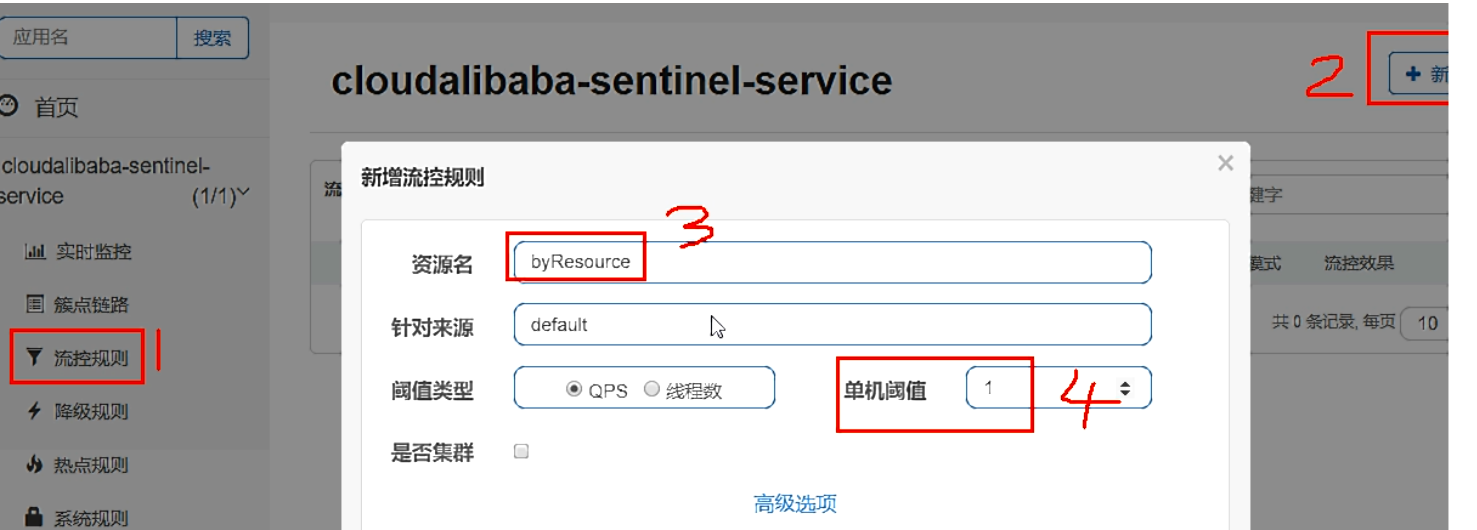 应用名 搜索
首页
cloudalibaba-sentinel-
service (1/1)
实时监控
簇点链路
流控规则 1
降级规则
热点规则
系统规则
cloudalibaba-sentinel-service
2 + 新
流
新增流控规则 ×
3
资源名 byResource
针对来源 default
阈值类型 QPS 线程数 单机阈值 1 4
是否集群
高级选项
键字
模式 流控效果
共 0 条记录, 每页 10